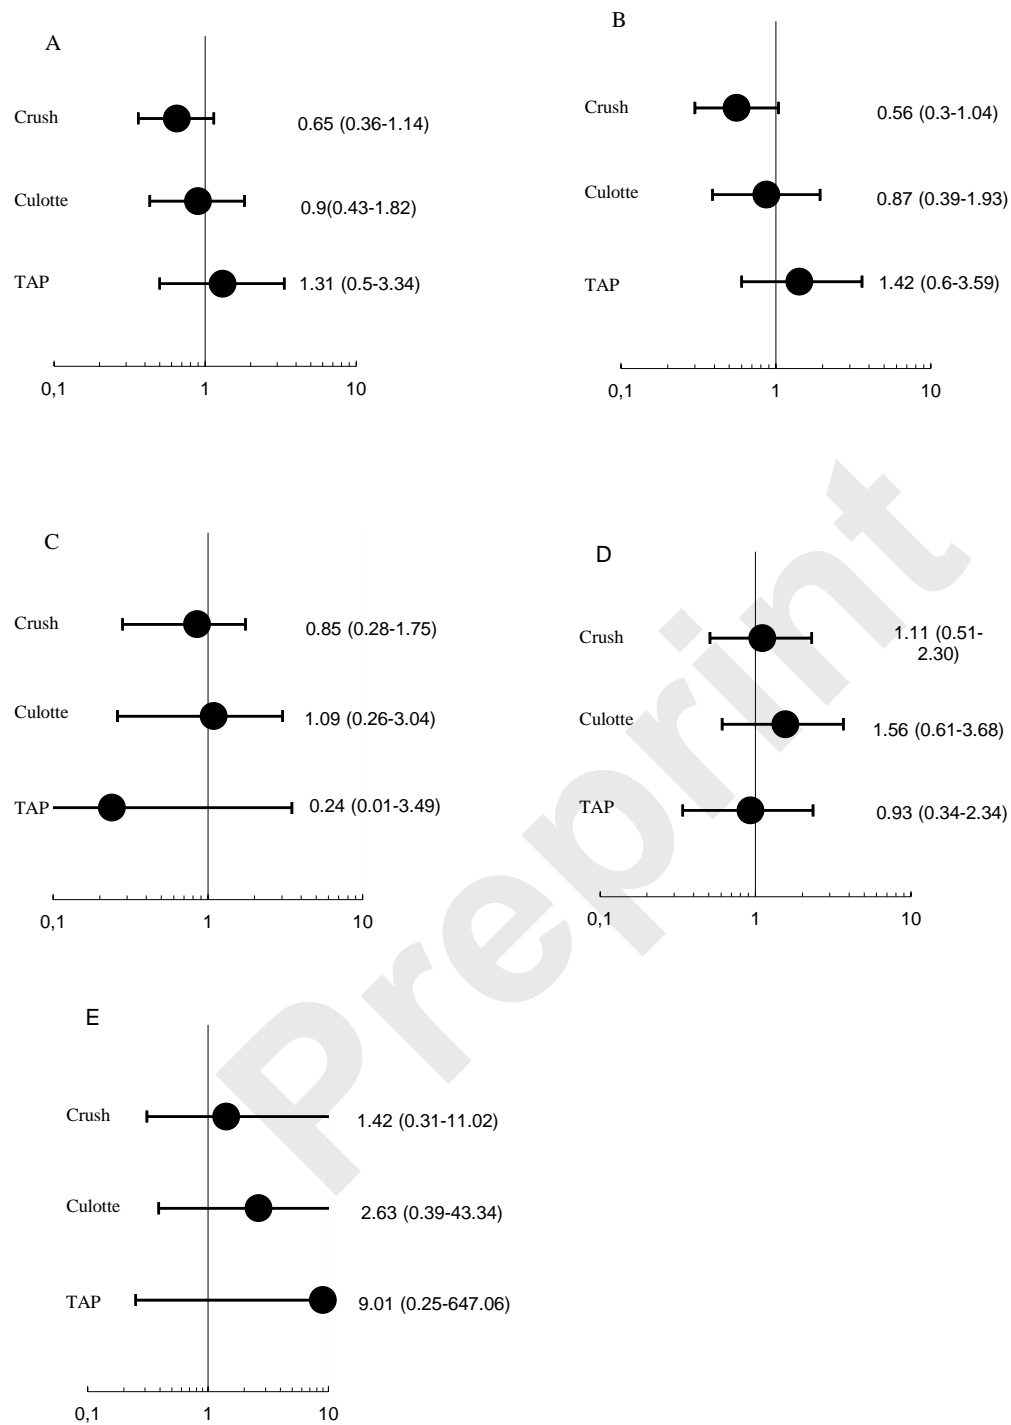 A
Crush
0.65 (0.36-1.14)
Culotte
0.9(0.43-1.82)
TAP
1.31 (0.5-3.34)
0,1 1 10
B
Crush
0.56 (0.3-1.04)
Culotte
0.87 (0.39-1.93)
TAP
1.42 (0.6-3.59)
0,1 1 10
C
Crush
0.85 (0.28-1.75)
Culotte
1.09 (0.26-3.04)
TAP
0.24 (0.01-3.49)
0,1 1 10
D
Crush
1.11 (0.51-
2.30)
Culotte
1.56 (0.61-3.68)
TAP
0.93 (0.34-2.34)
0,1 1 10
E
Crush
1.42 (0.31-11.02)
Culotte
2.63 (0.39-43.34)
TAP
9.01 (0.25-647.06)
0,1 1 10
Preprint